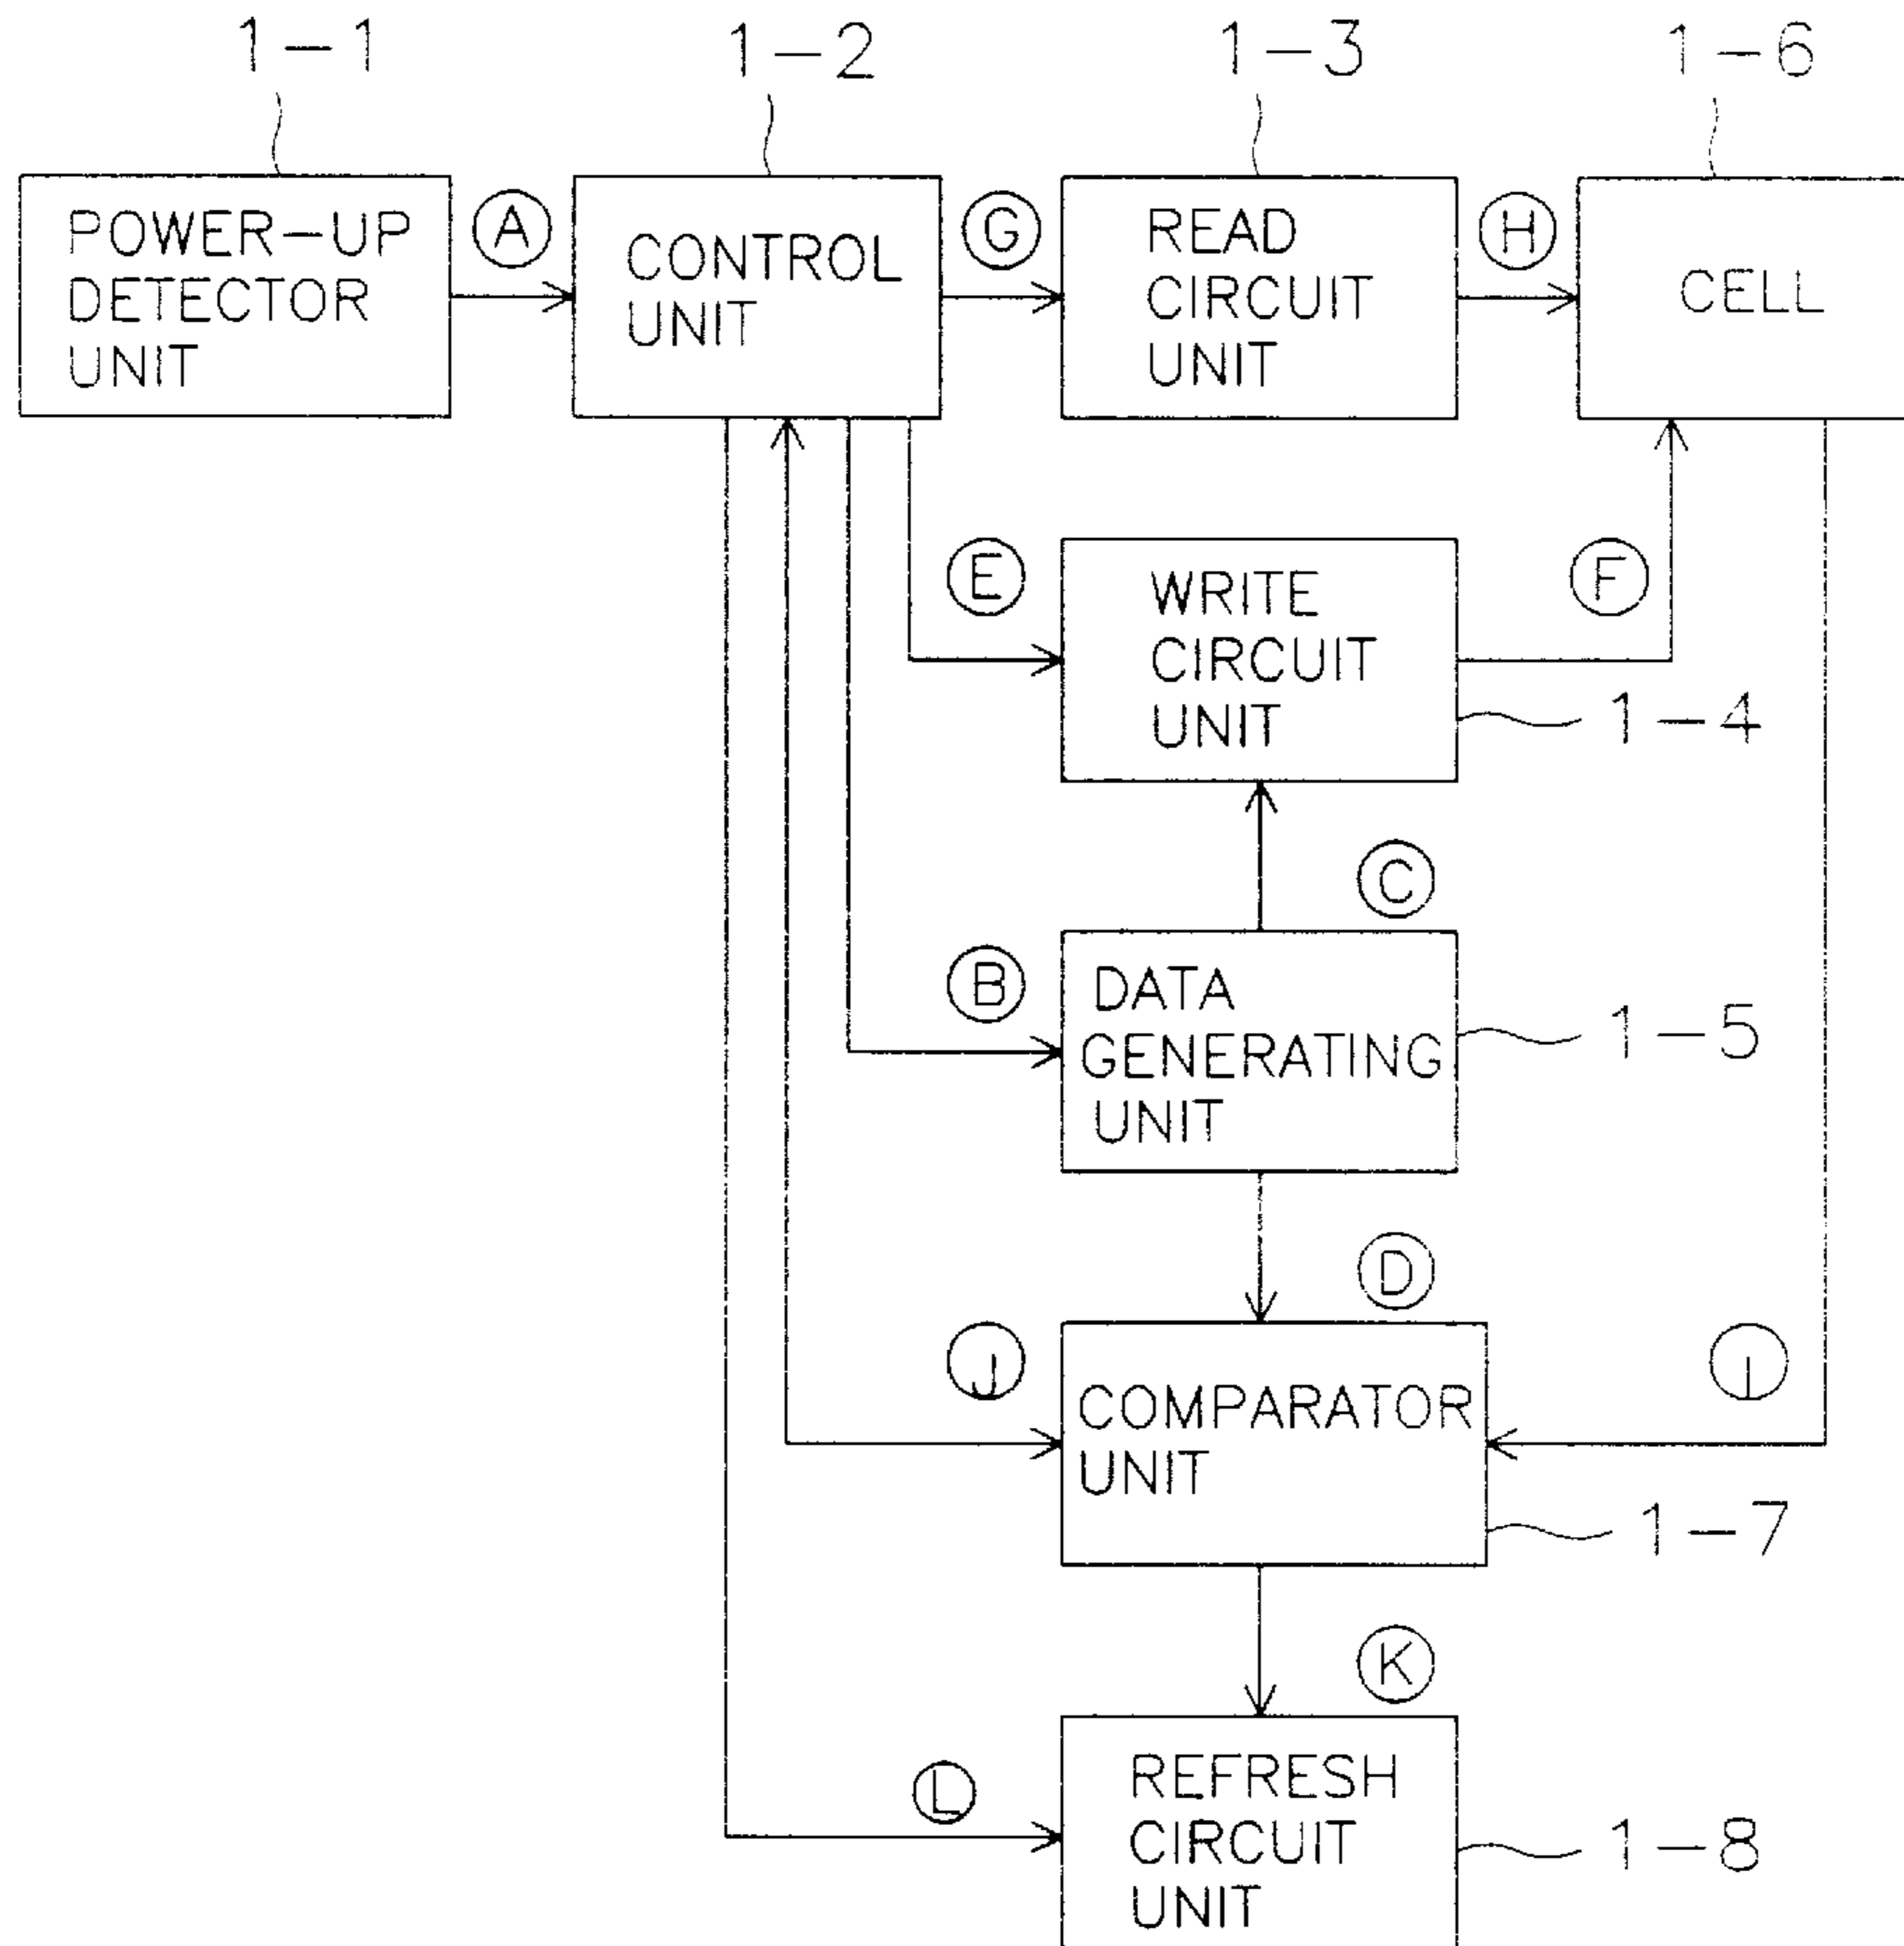 1-1
1-2
1-3
1-6
POWER-UP
DETECTOR
UNIT
A
CONTROL
UNIT
G
READ
CIRCUIT
UNIT
H
CELL
E
WRITE
CIRCUIT
UNIT
F
1-4
C
B
DATA
GENERATING
UNIT
1-5
D
J
COMPARATOR
UNIT
I
1-7
K
L
REFRESH
CIRCUIT
UNIT
1-8